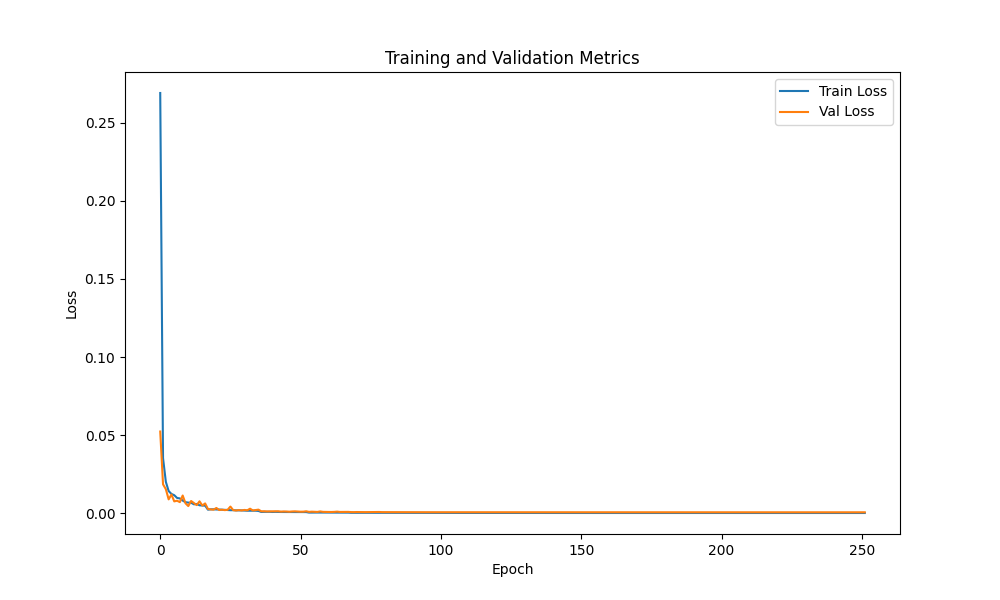 Training and Validation Metrics
Train Loss
Val Loss
0.25
0.20
0.15
0.10
0.05
0.00
Loss
0 50 100 150 200 250
Epoch